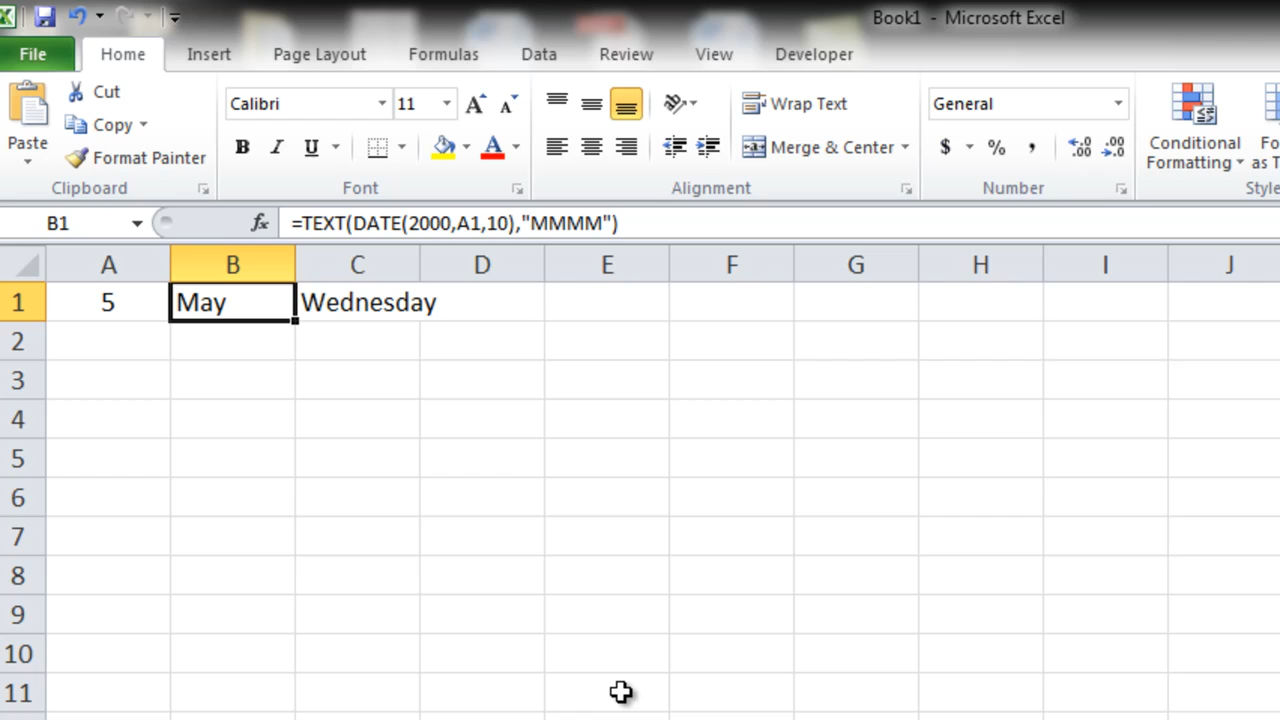 Book1 - Microsoft Excel
File Home Insert Page Layout Formulas Data Review View Developer
Cut
Copy
Format Painter
Paste
Clipboard
Calibri 11
B I U A
Font
Wrap Text
Merge & Center
Alignment
General
$ % ,
Number
Conditional
Formatting
as T
Style
B1 fx =TEXT(DATE(2000,A1,10),"MMMM")
A B C D E F G H I J
1 5 May Wednesday
2
3
4
5
6
7
8
9
10
11